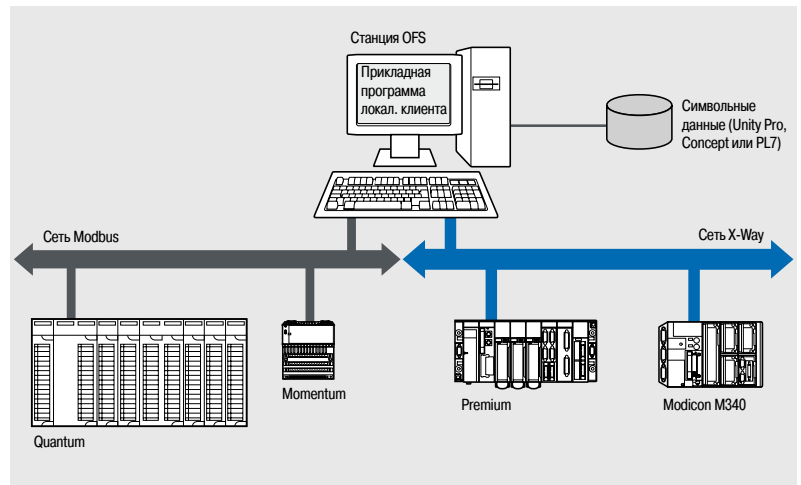 Станция OFS
Прикладная
программа
локал. клиента
Символьные
данные (Unity Pro,
Concept или PL7)
Сеть Modbus
Сеть X-Way
Quantum
Momentum
Premium
Modicon M340